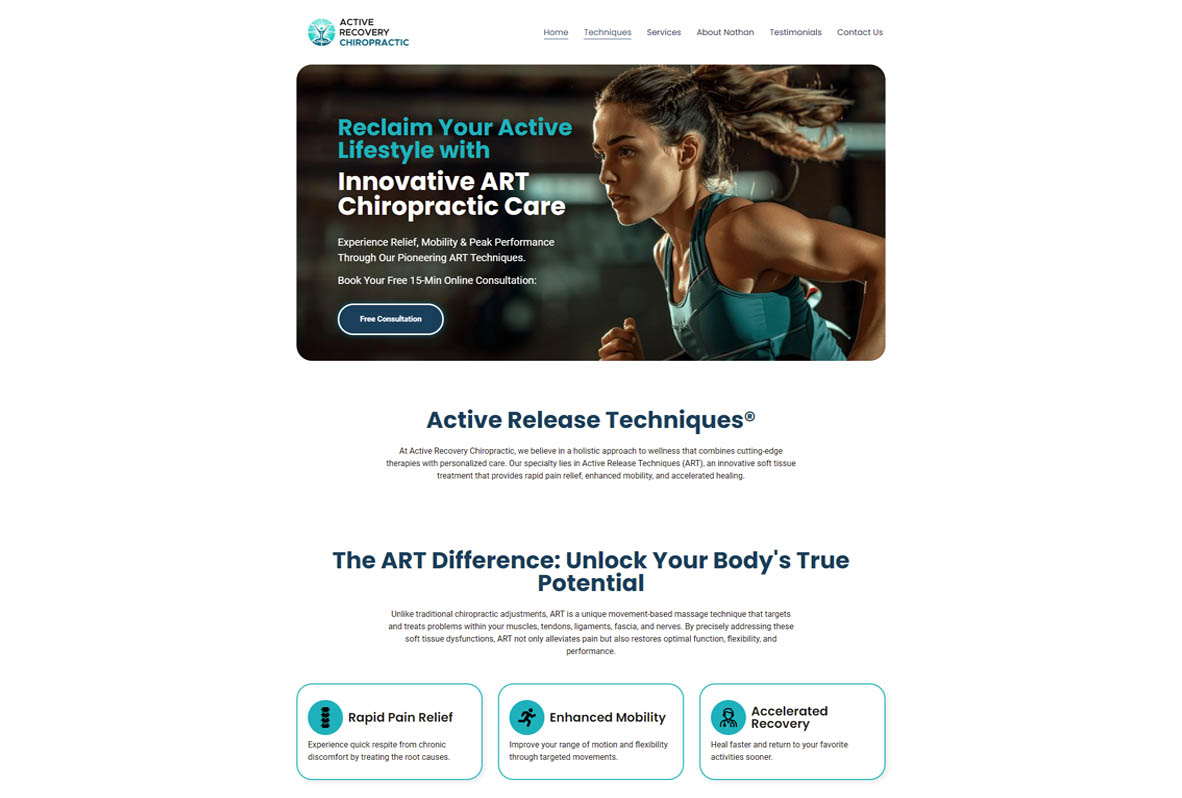 ACTIVE
RECOVERY
CHIROPRACTIC
Home Techniques Services About Nathan Testimonials Contact Us
Reclaim Your Active
Lifestyle with
Innovative ART
Chiropractic Care
Experience Relief, Mobility & Peak Performance
Through Our Pioneering ART Techniques.
Book Your Free 15-Min Online Consultation:
Free Consultation
Active Release Techniques®
At Active Recovery Chiropractic, we believe in a holistic approach to wellness that combines cutting-edge
therapies with personalized care. Our specialty lies in Active Release Techniques (ART), an innovative soft tissue
treatment that provides rapid pain relief, enhanced mobility, and accelerated healing.
The ART Difference: Unlock Your Body's True
Potential
Unlike traditional chiropractic adjustments, ART is a unique movement-based massage technique that targets
and treats problems within your muscles, tendons, ligaments, fascia, and nerves. By precisely addressing these
soft tissue dysfunctions, ART not only alleviates pain but also restores optimal function, flexibility, and
performance.
Rapid Pain Relief
Experience quick respite from chronic
discomfort by treating the root causes.
Enhanced Mobility
Improve your range of motion and flexibility
through targeted movements.
Accelerated
Recovery
Heal faster and return to your favorite
activities sooner.